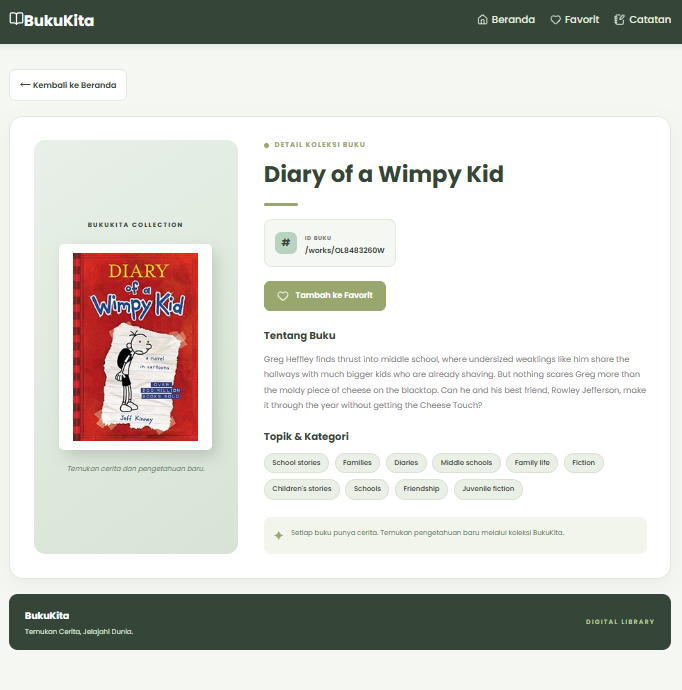 BukuKita
Beranda
Favorit
Catatan
← Kembali ke Beranda
BUKUKITA COLLECTION
DIARY
of a
Wimpy Kid
a novel
in cartoons
OVER
200 MILLION
BOOKS SOLD
Jeff Kinney
Temukan cerita dan pengetahuan baru.
DETAIL KOLEKSI BUKU
Diary of a Wimpy Kid
#
ID BUKU
/works/OL8483260W
Tambah ke Favorit
Tentang Buku
Greg Heffley finds thrust into middle school, where undersized weaklings like him share the
hallways with much bigger kids who are already shaving. But nothing scares Greg more than
the moldy piece of cheese on the blacktop. Can he and his best friend, Rowley Jefferson, make
it through the year without getting the Cheese Touch?
Topik & Kategori
School stories
Families
Diaries
Middle schools
Family life
Fiction
Children's stories
Schools
Friendship
Juvenile fiction
Setiap buku punya cerita. Temukan pengetahuan baru melalui koleksi BukuKita.
BukuKita
Temukan Cerita, Jelajahi Dunia.
DIGITAL LIBRARY